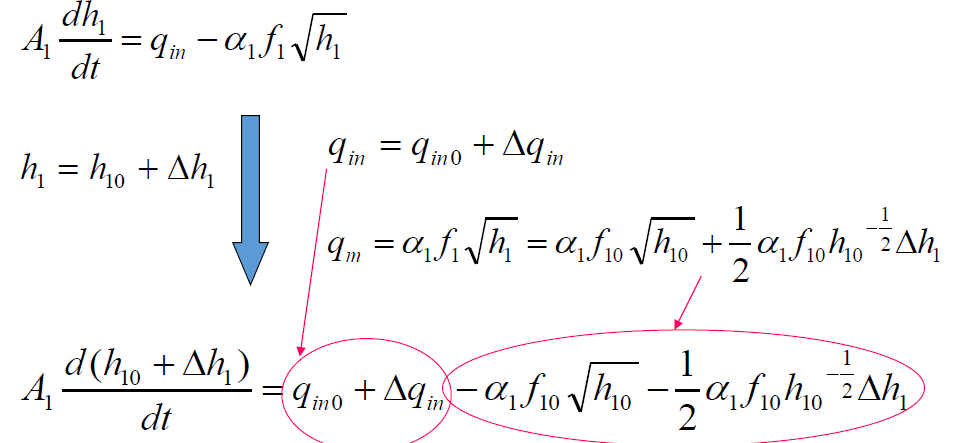 A₁ dh₁/dt = q_in − α₁f₁√h₁
q_in = q_in0 + Δq_in
h₁ = h₁₀ + Δh₁
q_m = α₁f₁√h₁ = α₁f₁₀√h₁₀ + 1/2 α₁f₁₀h₁₀^(−1/2) Δh₁
A₁ d(h₁₀ + Δh₁)/dt = q_in0 + Δq_in − α₁f₁₀√h₁₀ − 1/2 α₁f₁₀h₁₀^(−1/2) Δh₁